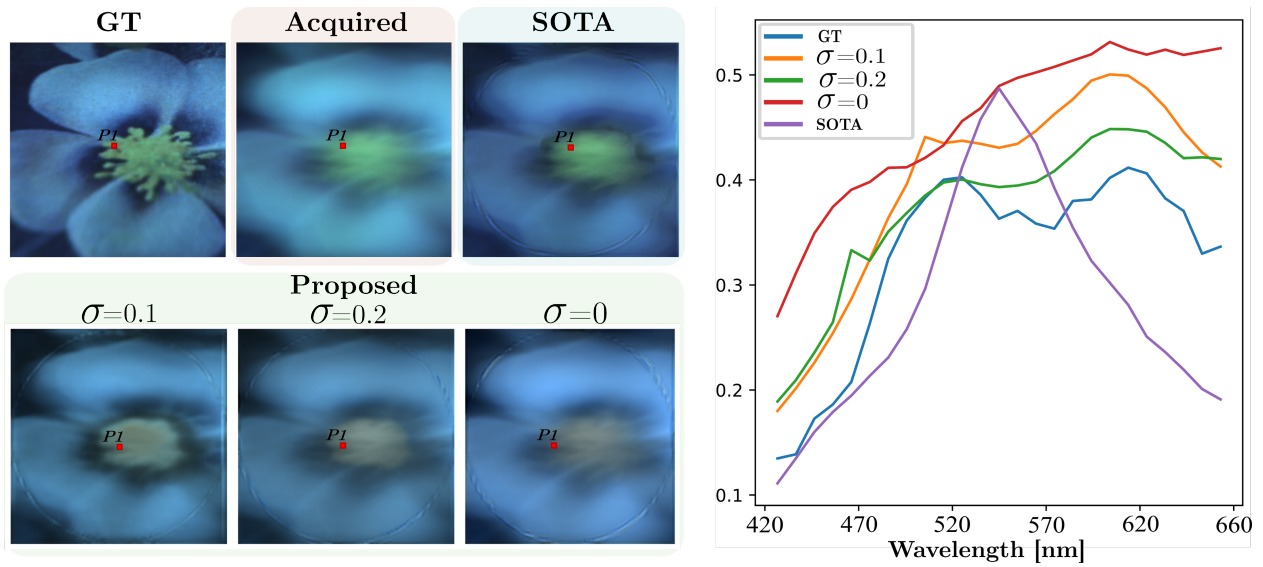 GT
Acquired
SOTA
P1
P1
P1
Proposed
σ=0.1
σ=0.2
σ=0
P1
P1
P1
GT
σ=0.1
σ=0.2
σ=0
SOTA
0.5
0.4
0.3
0.2
0.1
420 470 520 570 620 660
Wavelength [nm]